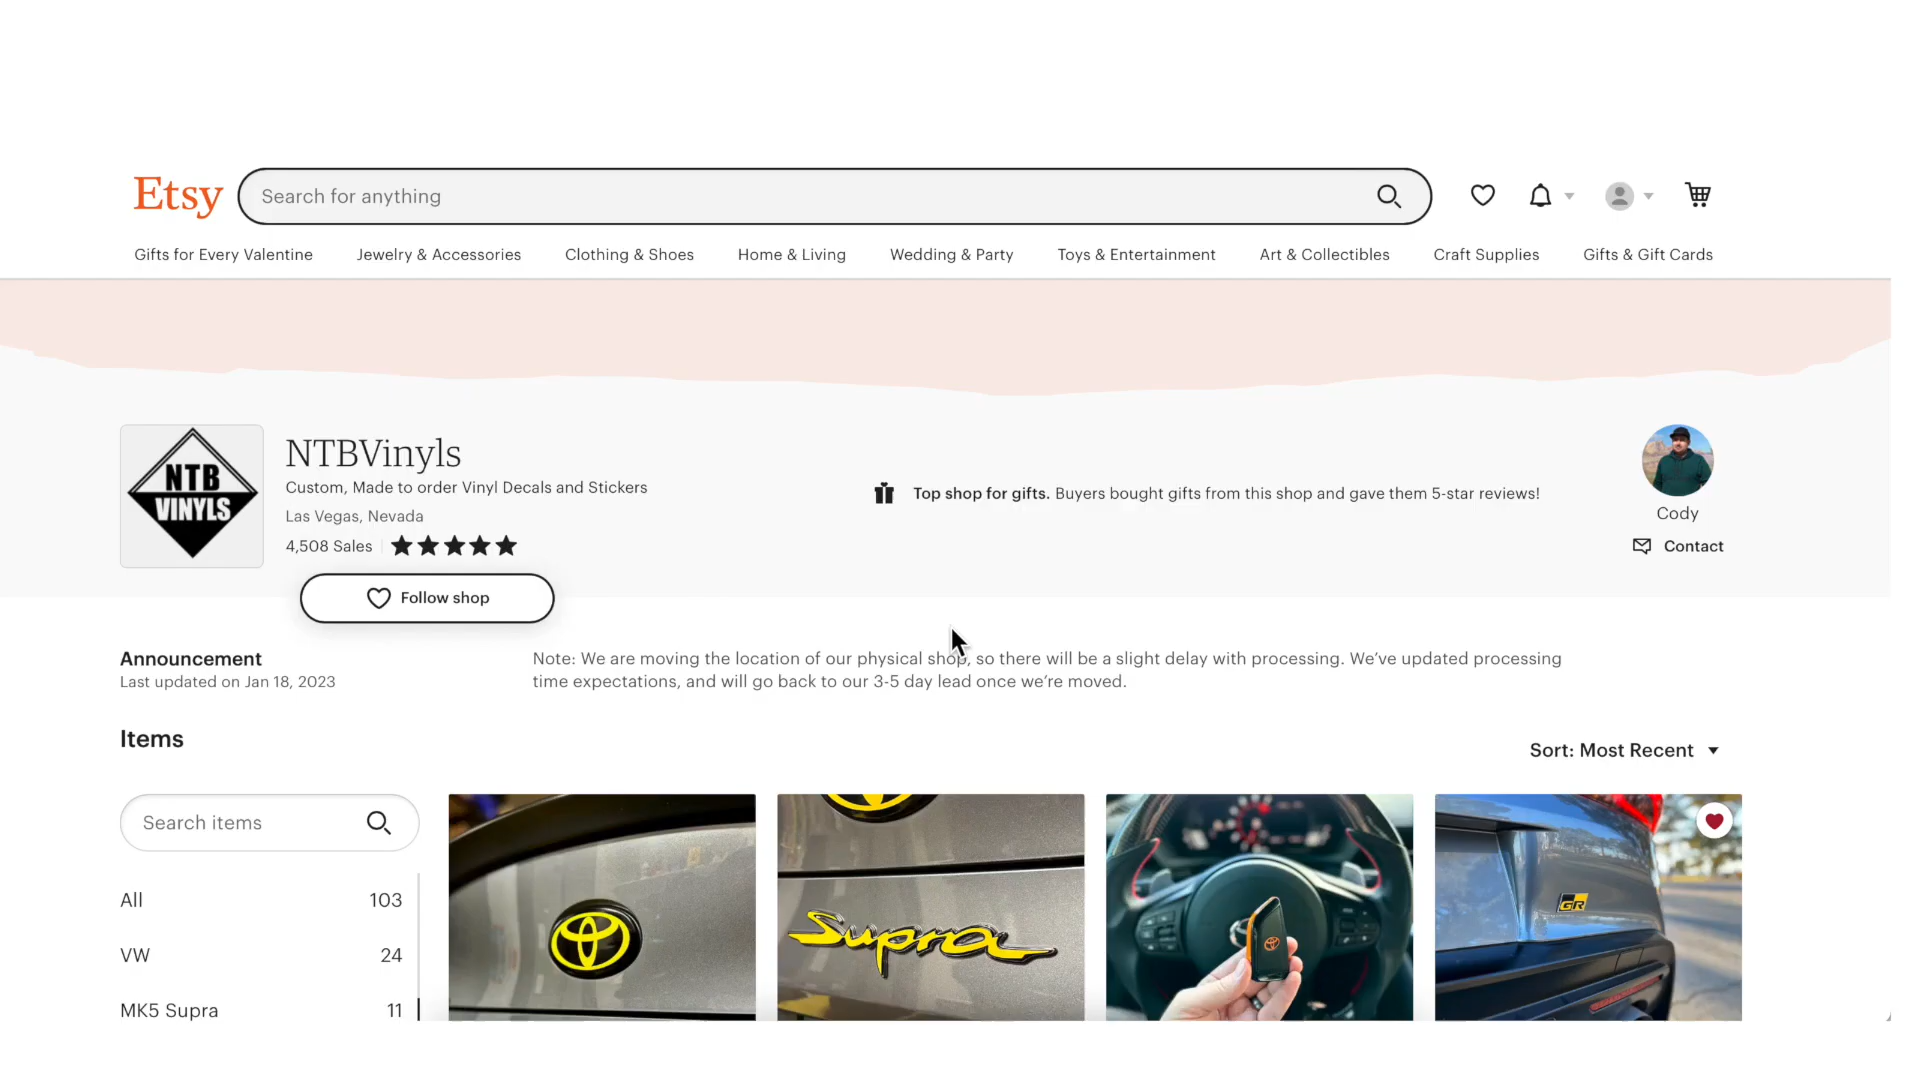 Etsy
Search for anything
Gifts for Every Valentine
Jewelry & Accessories
Clothing & Shoes
Home & Living
Wedding & Party
Toys & Entertainment
Art & Collectibles
Craft Supplies
Gifts & Gift Cards
NTB
VINYLS
NTBVinyls
Custom, Made to order Vinyl Decals and Stickers
Las Vegas, Nevada
4,508 Sales
Follow shop
Top shop for gifts. Buyers bought gifts from this shop and gave them 5-star reviews!
Cody
Contact
Announcement
Last updated on Jan 18, 2023
Note: We are moving the location of our physical shop, so there will be a slight delay with processing. We’ve updated processing
time expectations, and will go back to our 3-5 day lead once we’re moved.
Items
Sort: Most Recent
Search items
All 103
VW 24
MK5 Supra 11
Supra
GR